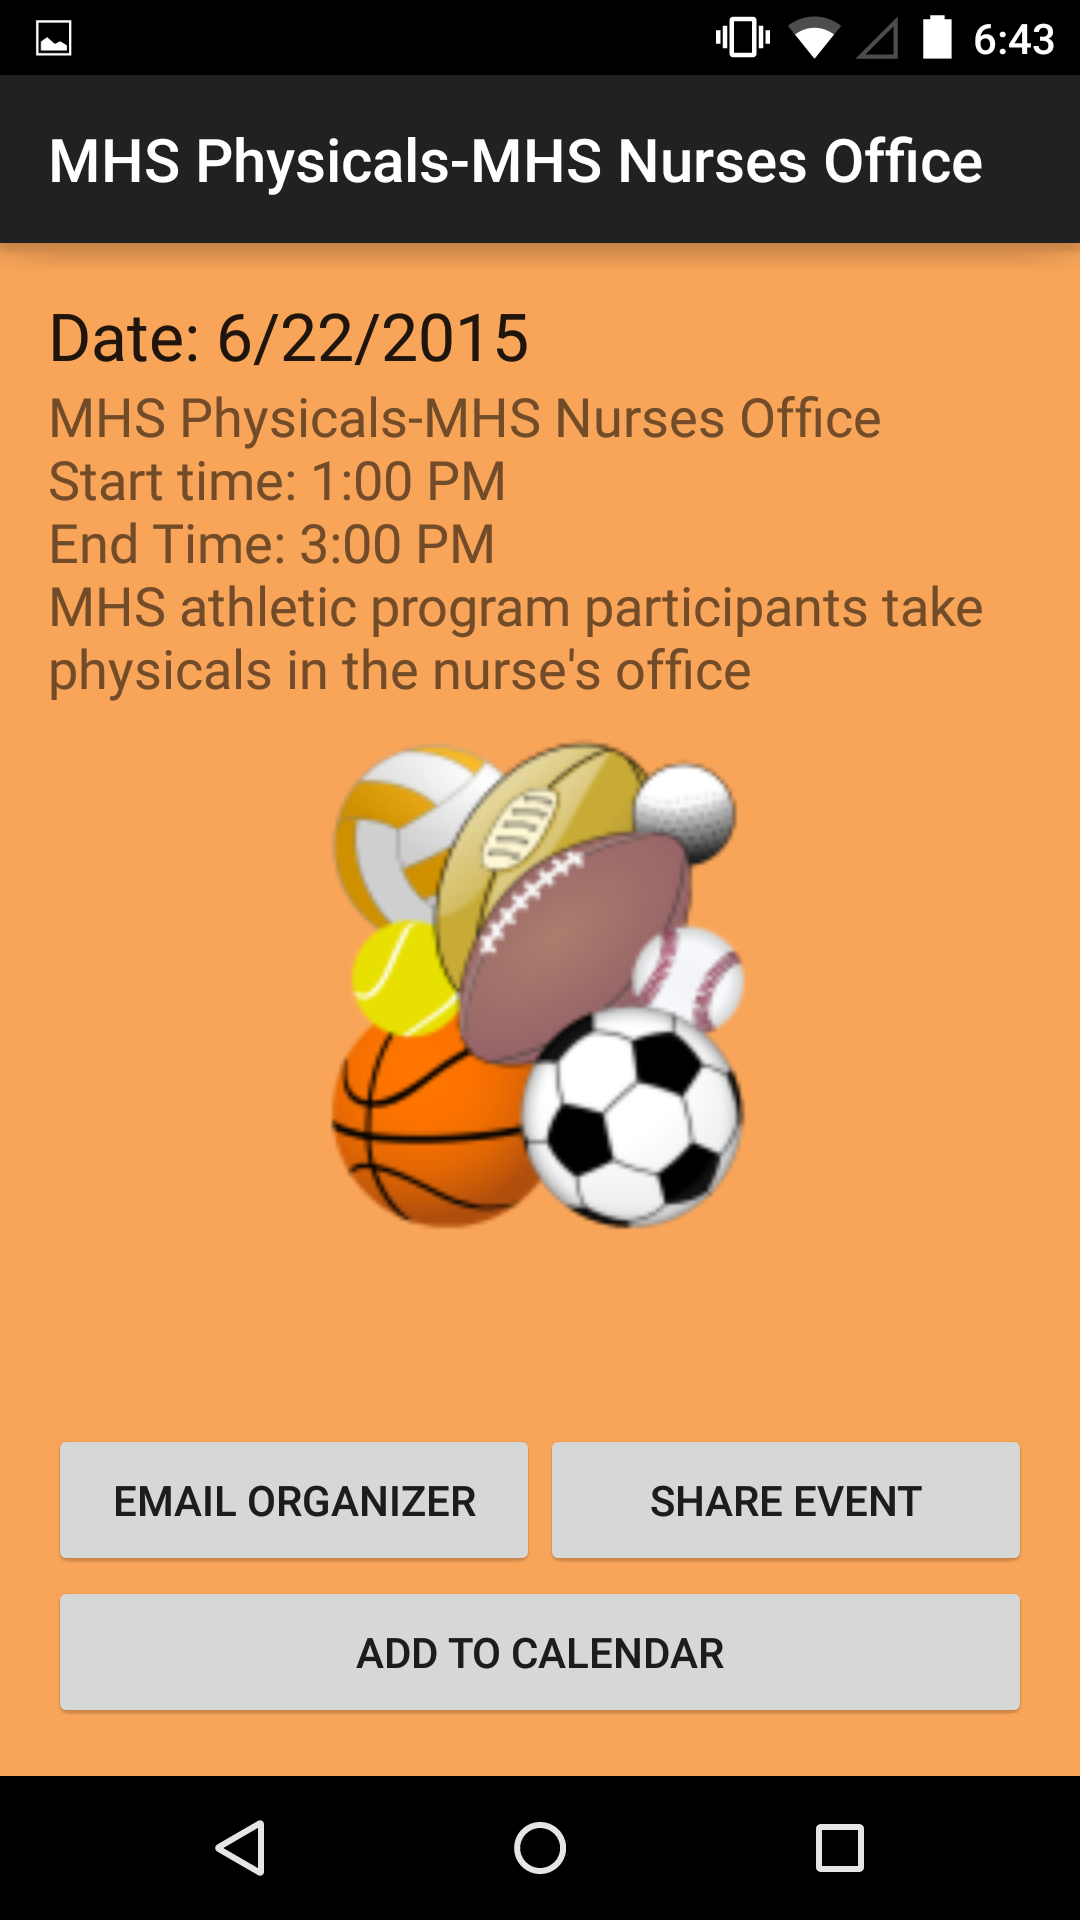 6:43
MHS Physicals-MHS Nurses Office
Date: 6/22/2015
MHS Physicals-MHS Nurses Office
Start time: 1:00 PM
End Time: 3:00 PM
MHS athletic program participants take
physicals in the nurse's office
EMAIL ORGANIZER
SHARE EVENT
ADD TO CALENDAR